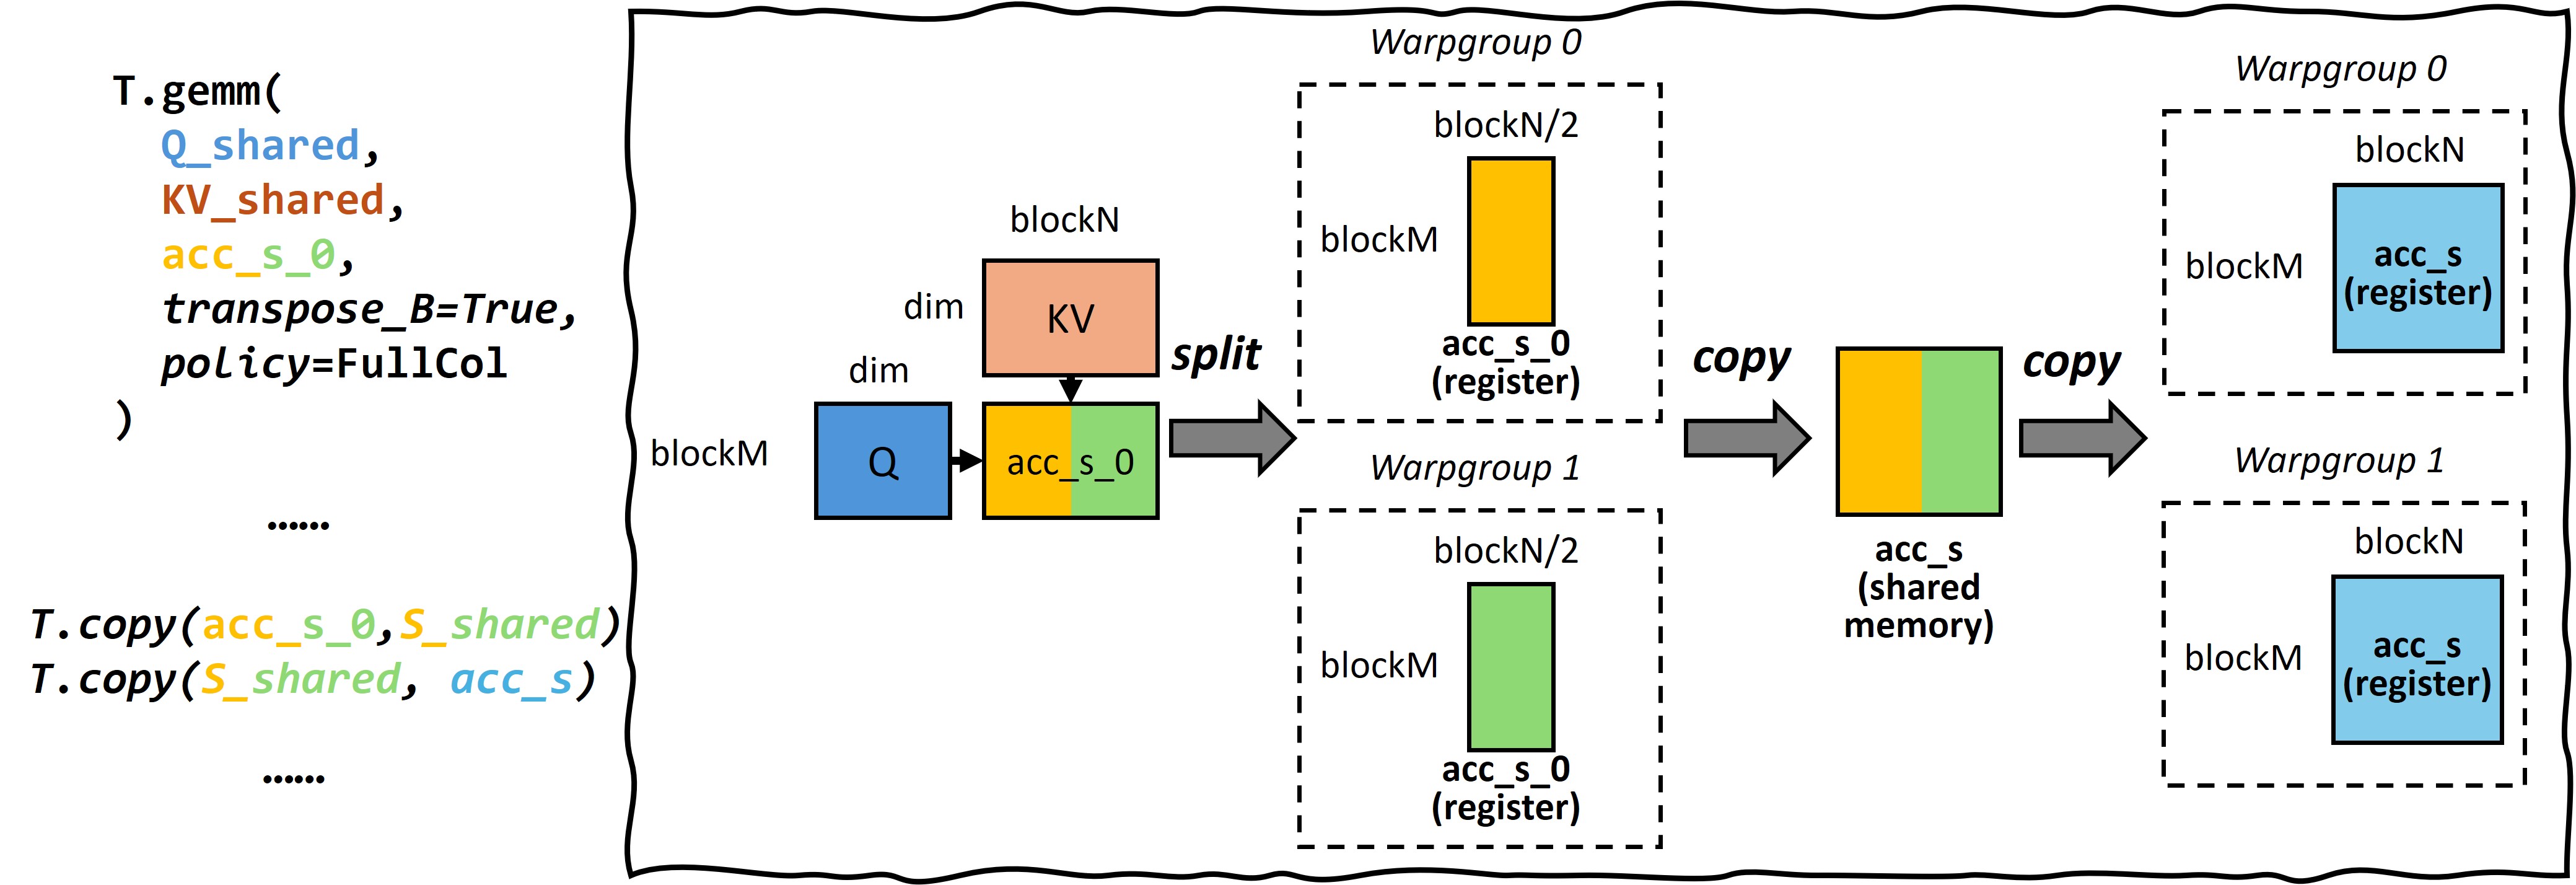 T.gemm(
Q_shared,
KV_shared,
acc_s_0,
transpose_B=True,
policy=FullCol
)
……
T.copy(acc_s_0,S_shared)
T.copy(S_shared, acc_s)
……
blockN
dim
KV
dim
blockM
Q
acc_s_0
split
Warpgroup 0
blockN/2
blockM
acc_s_0
(register)
Warpgroup 1
blockN/2
blockM
acc_s_0
(register)
copy
acc_s
(shared
memory)
copy
Warpgroup 0
blockN
blockM
acc_s
(register)
Warpgroup 1
blockN
blockM
acc_s
(register)